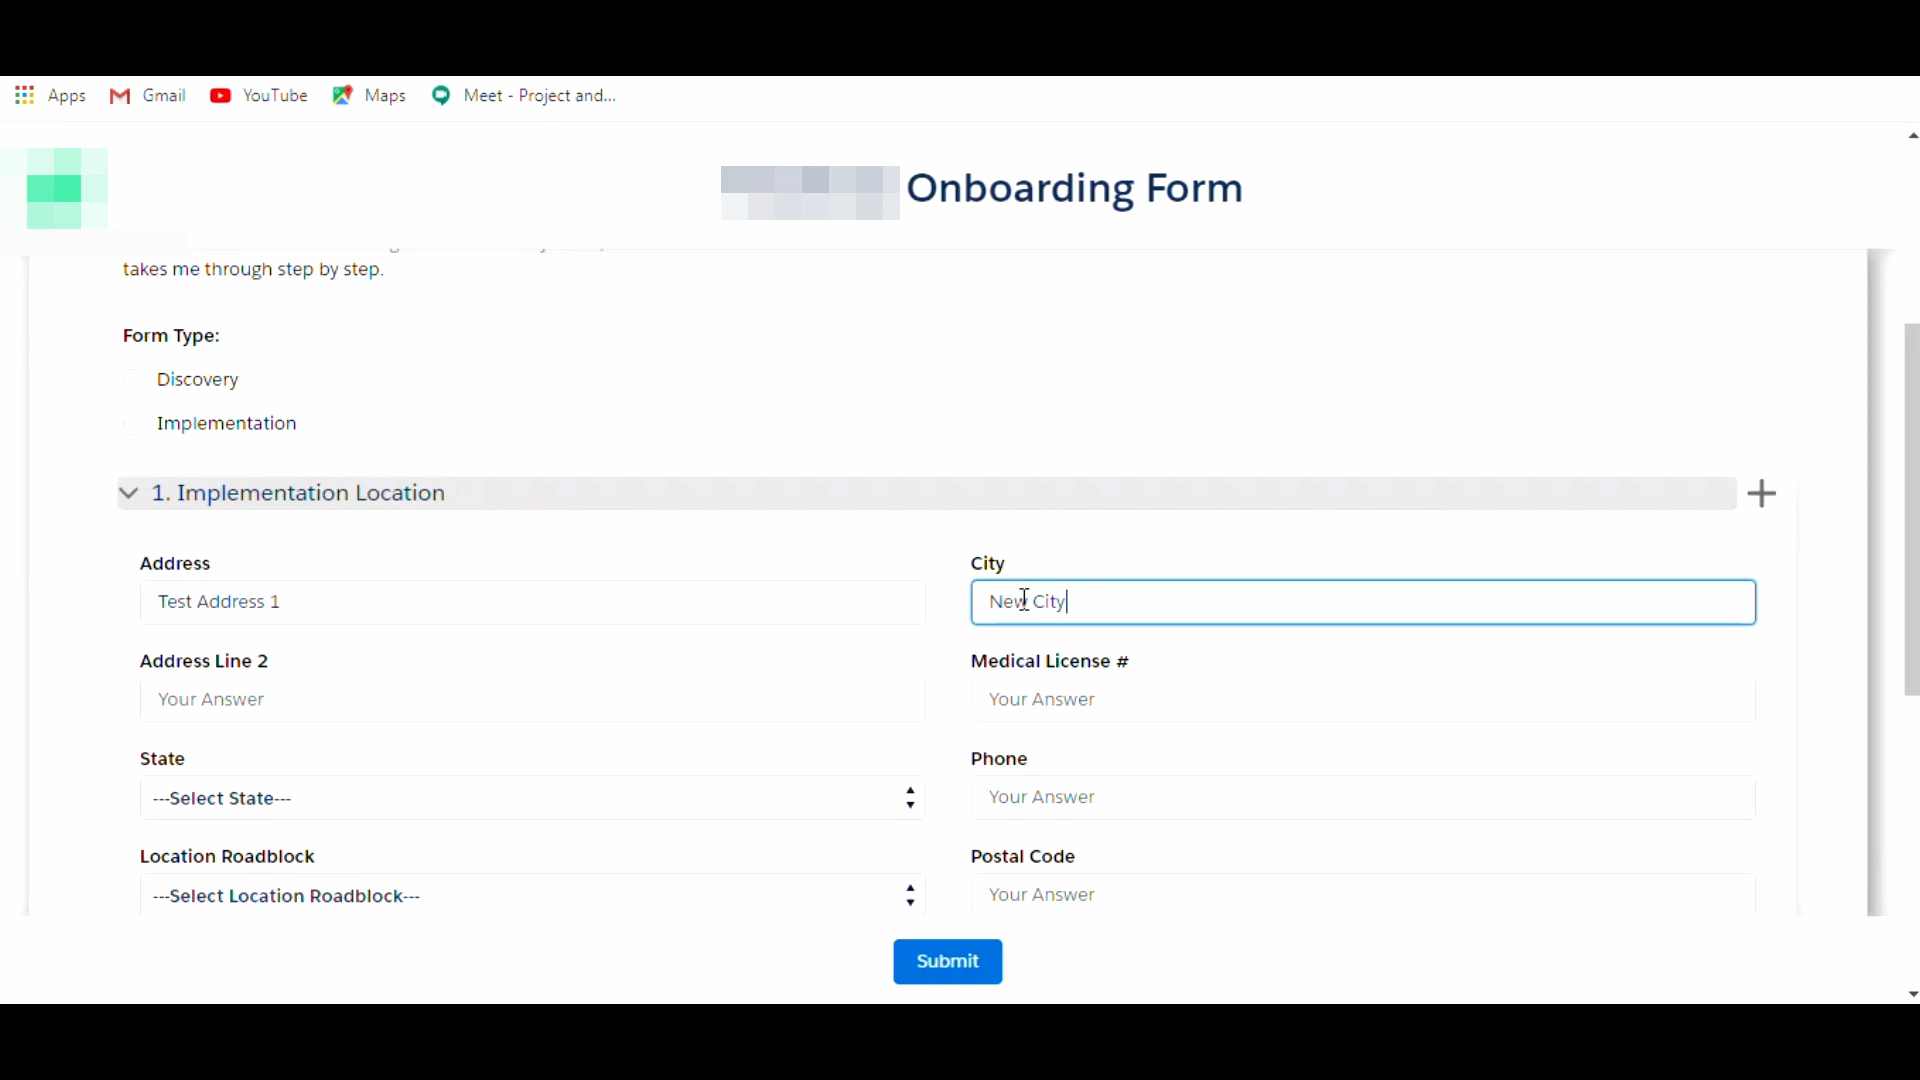 Apps Gmail YouTube Maps Meet - Project and...
Onboarding Form
takes me through step by step.
Form Type:
Discovery
Implementation
1. Implementation Location
Address City
Test Address 1 New City
Address Line 2 Medical License #
Your Answer Your Answer
State Phone
---Select State--- Your Answer
Location Roadblock Postal Code
---Select Location Roadblock--- Your Answer
Submit